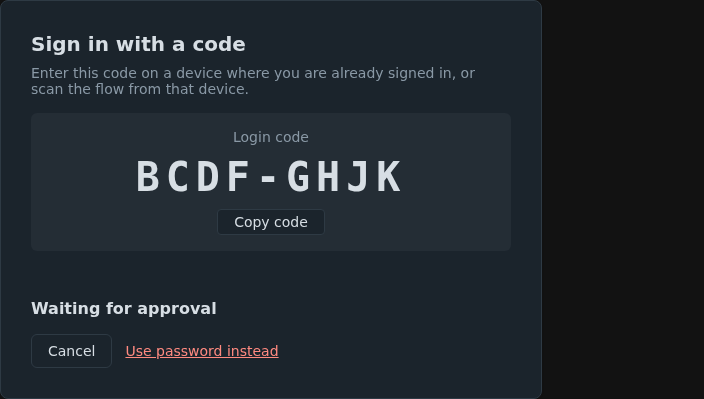 Sign in with a code
Enter this code on a device where you are already signed in, or
scan the flow from that device.
Login code
BCDF-GHJK
Copy code
Waiting for approval
Cancel
Use password instead